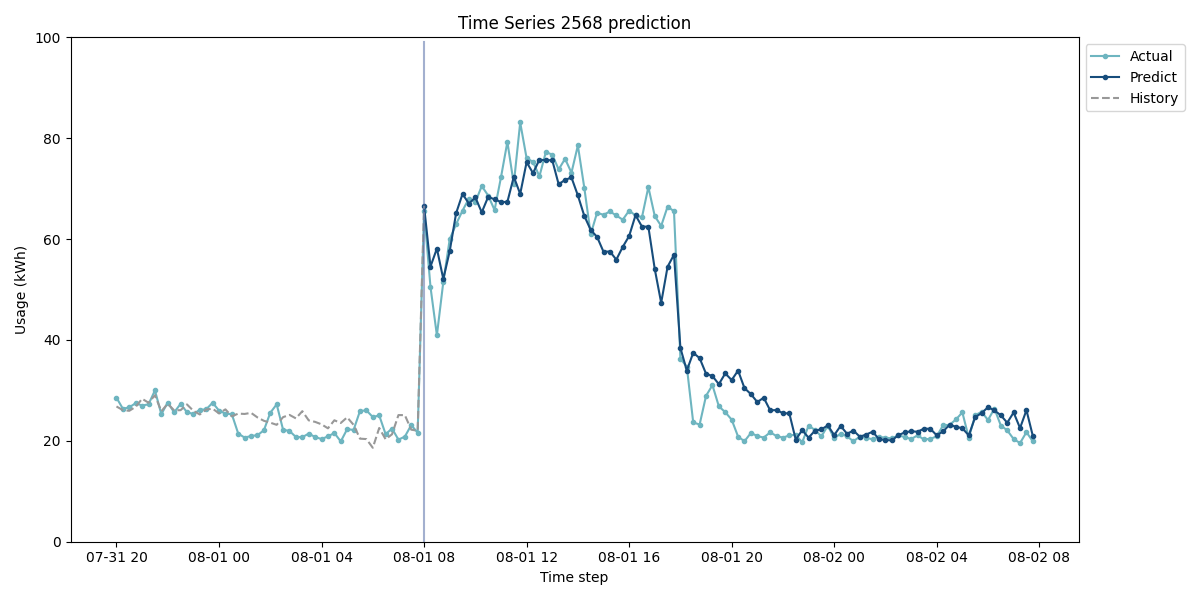 Time Series 2568 prediction
100
80
60
40
20
0
Usage (kWh)
07-31 20
08-01 00
08-01 04
08-01 08
08-01 12
08-01 16
08-01 20
08-02 00
08-02 04
08-02 08
Time step
Actual
Predict
History